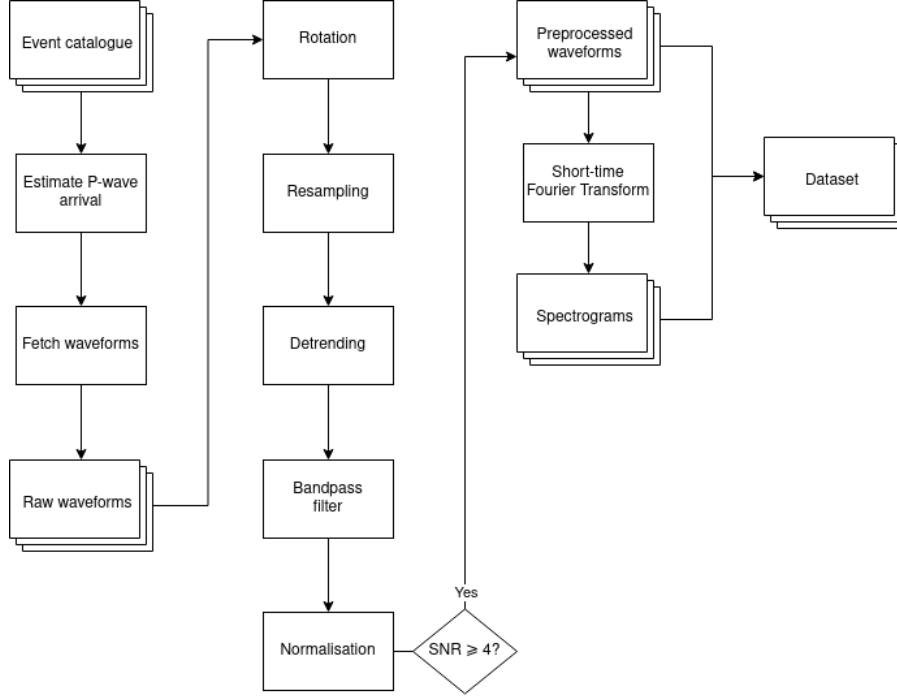 Event catalogue
Estimate P-wave
arrival
Fetch waveforms
Raw waveforms
Rotation
Resampling
Detrending
Bandpass
filter
Normalisation
SNR ⩾ 4?
Yes
Preprocessed
waveforms
Short-time
Fourier Transform
Spectrograms
Dataset